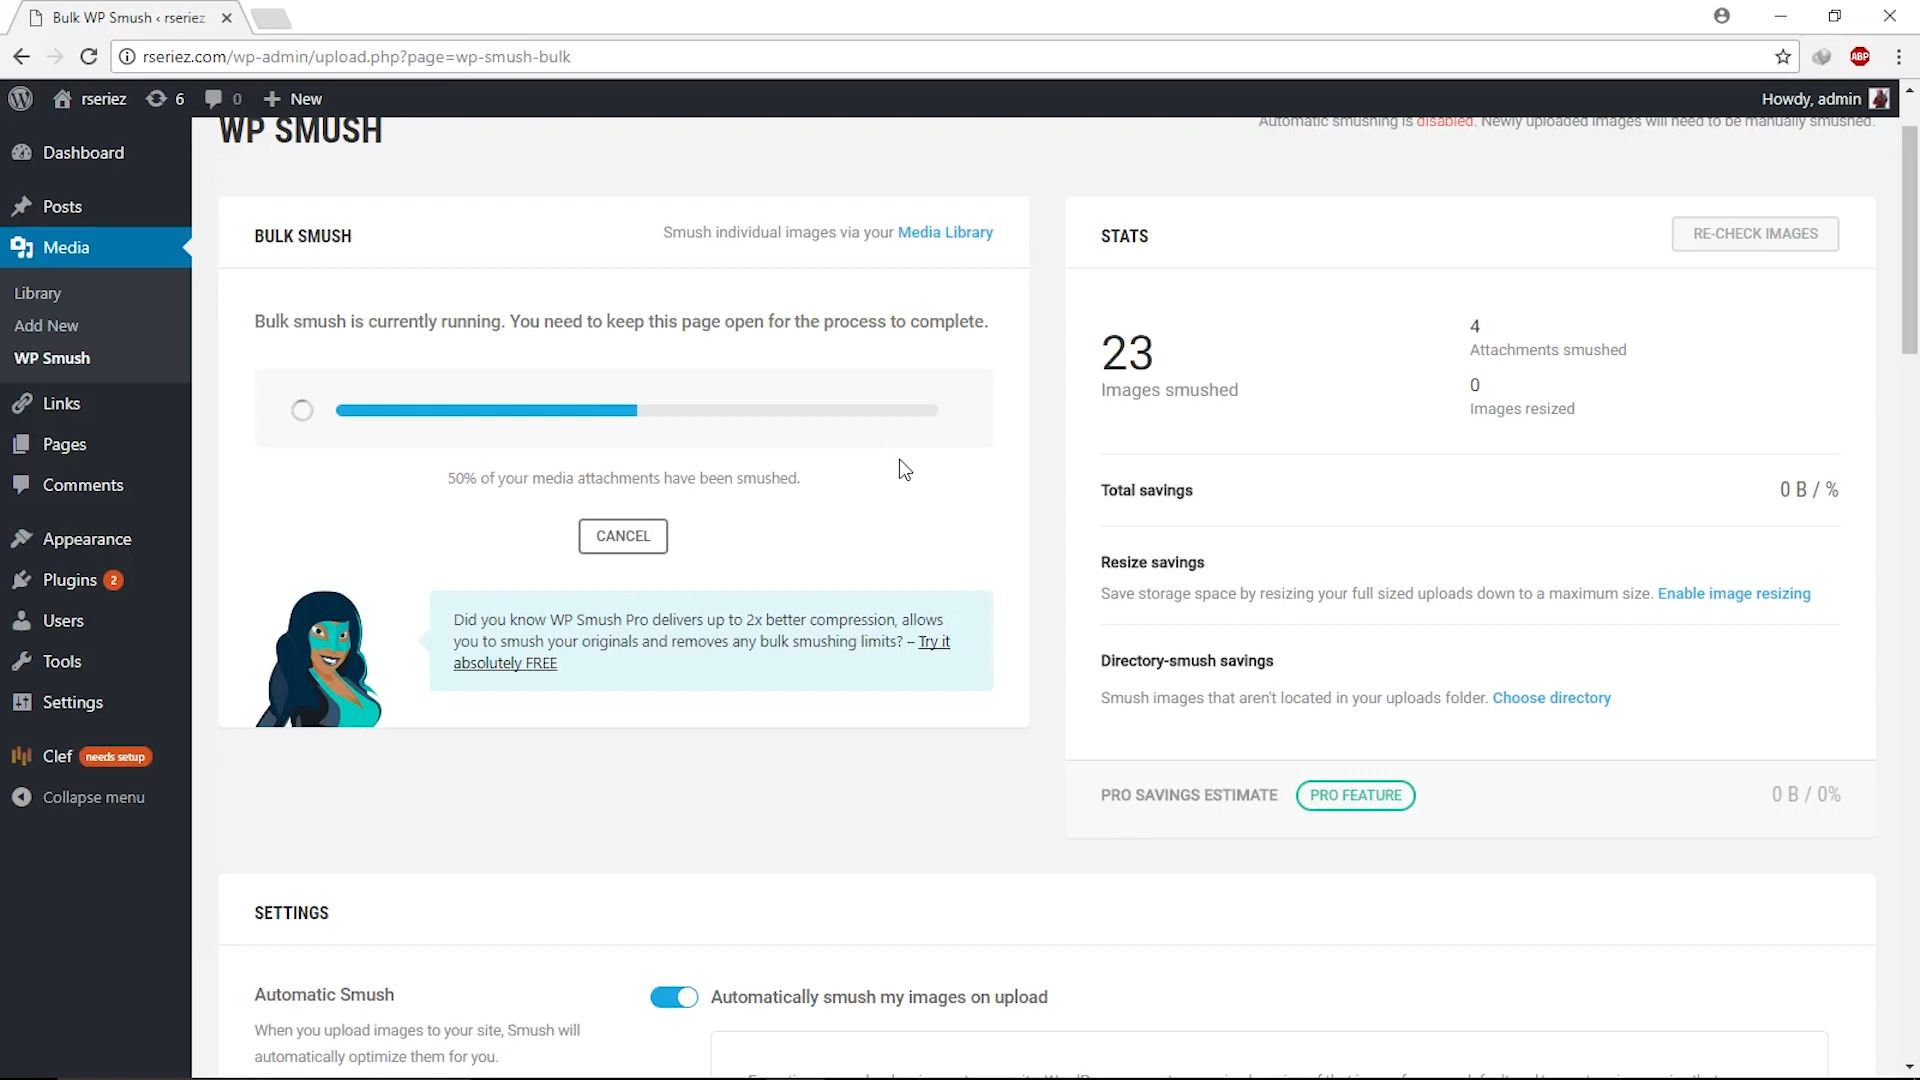 Bulk WP Smush ‹ rseriez
rseriez.com/wp-admin/upload.php?page=wp-smush-bulk
ABP
rseriez
6
0
New
Howdy, admin
Dashboard
Posts
Media
Library
Add New
WP Smush
Links
Pages
Comments
Appearance
Plugins 2
Users
Tools
Settings
Clef needs setup
Collapse menu
WP SMUSH
Automatic smushing is disabled. Newly uploaded images will need to be manually smushed.
BULK SMUSH
Smush individual images via your Media Library
Bulk smush is currently running. You need to keep this page open for the process to complete.
50% of your media attachments have been smushed.
CANCEL
Did you know WP Smush Pro delivers up to 2x better compression, allows
you to smush your originals and removes any bulk smushing limits? – Try it
absolutely FREE
STATS
RE-CHECK IMAGES
23
Images smushed
4
Attachments smushed
0
Images resized
Total savings
0 B / %
Resize savings
Save storage space by resizing your full sized uploads down to a maximum size. Enable image resizing
Directory-smush savings
Smush images that aren't located in your uploads folder. Choose directory
PRO SAVINGS ESTIMATE
PRO FEATURE
0 B / 0%
SETTINGS
Automatic Smush
When you upload images to your site, Smush will
automatically optimize them for you.
Automatically smush my images on upload